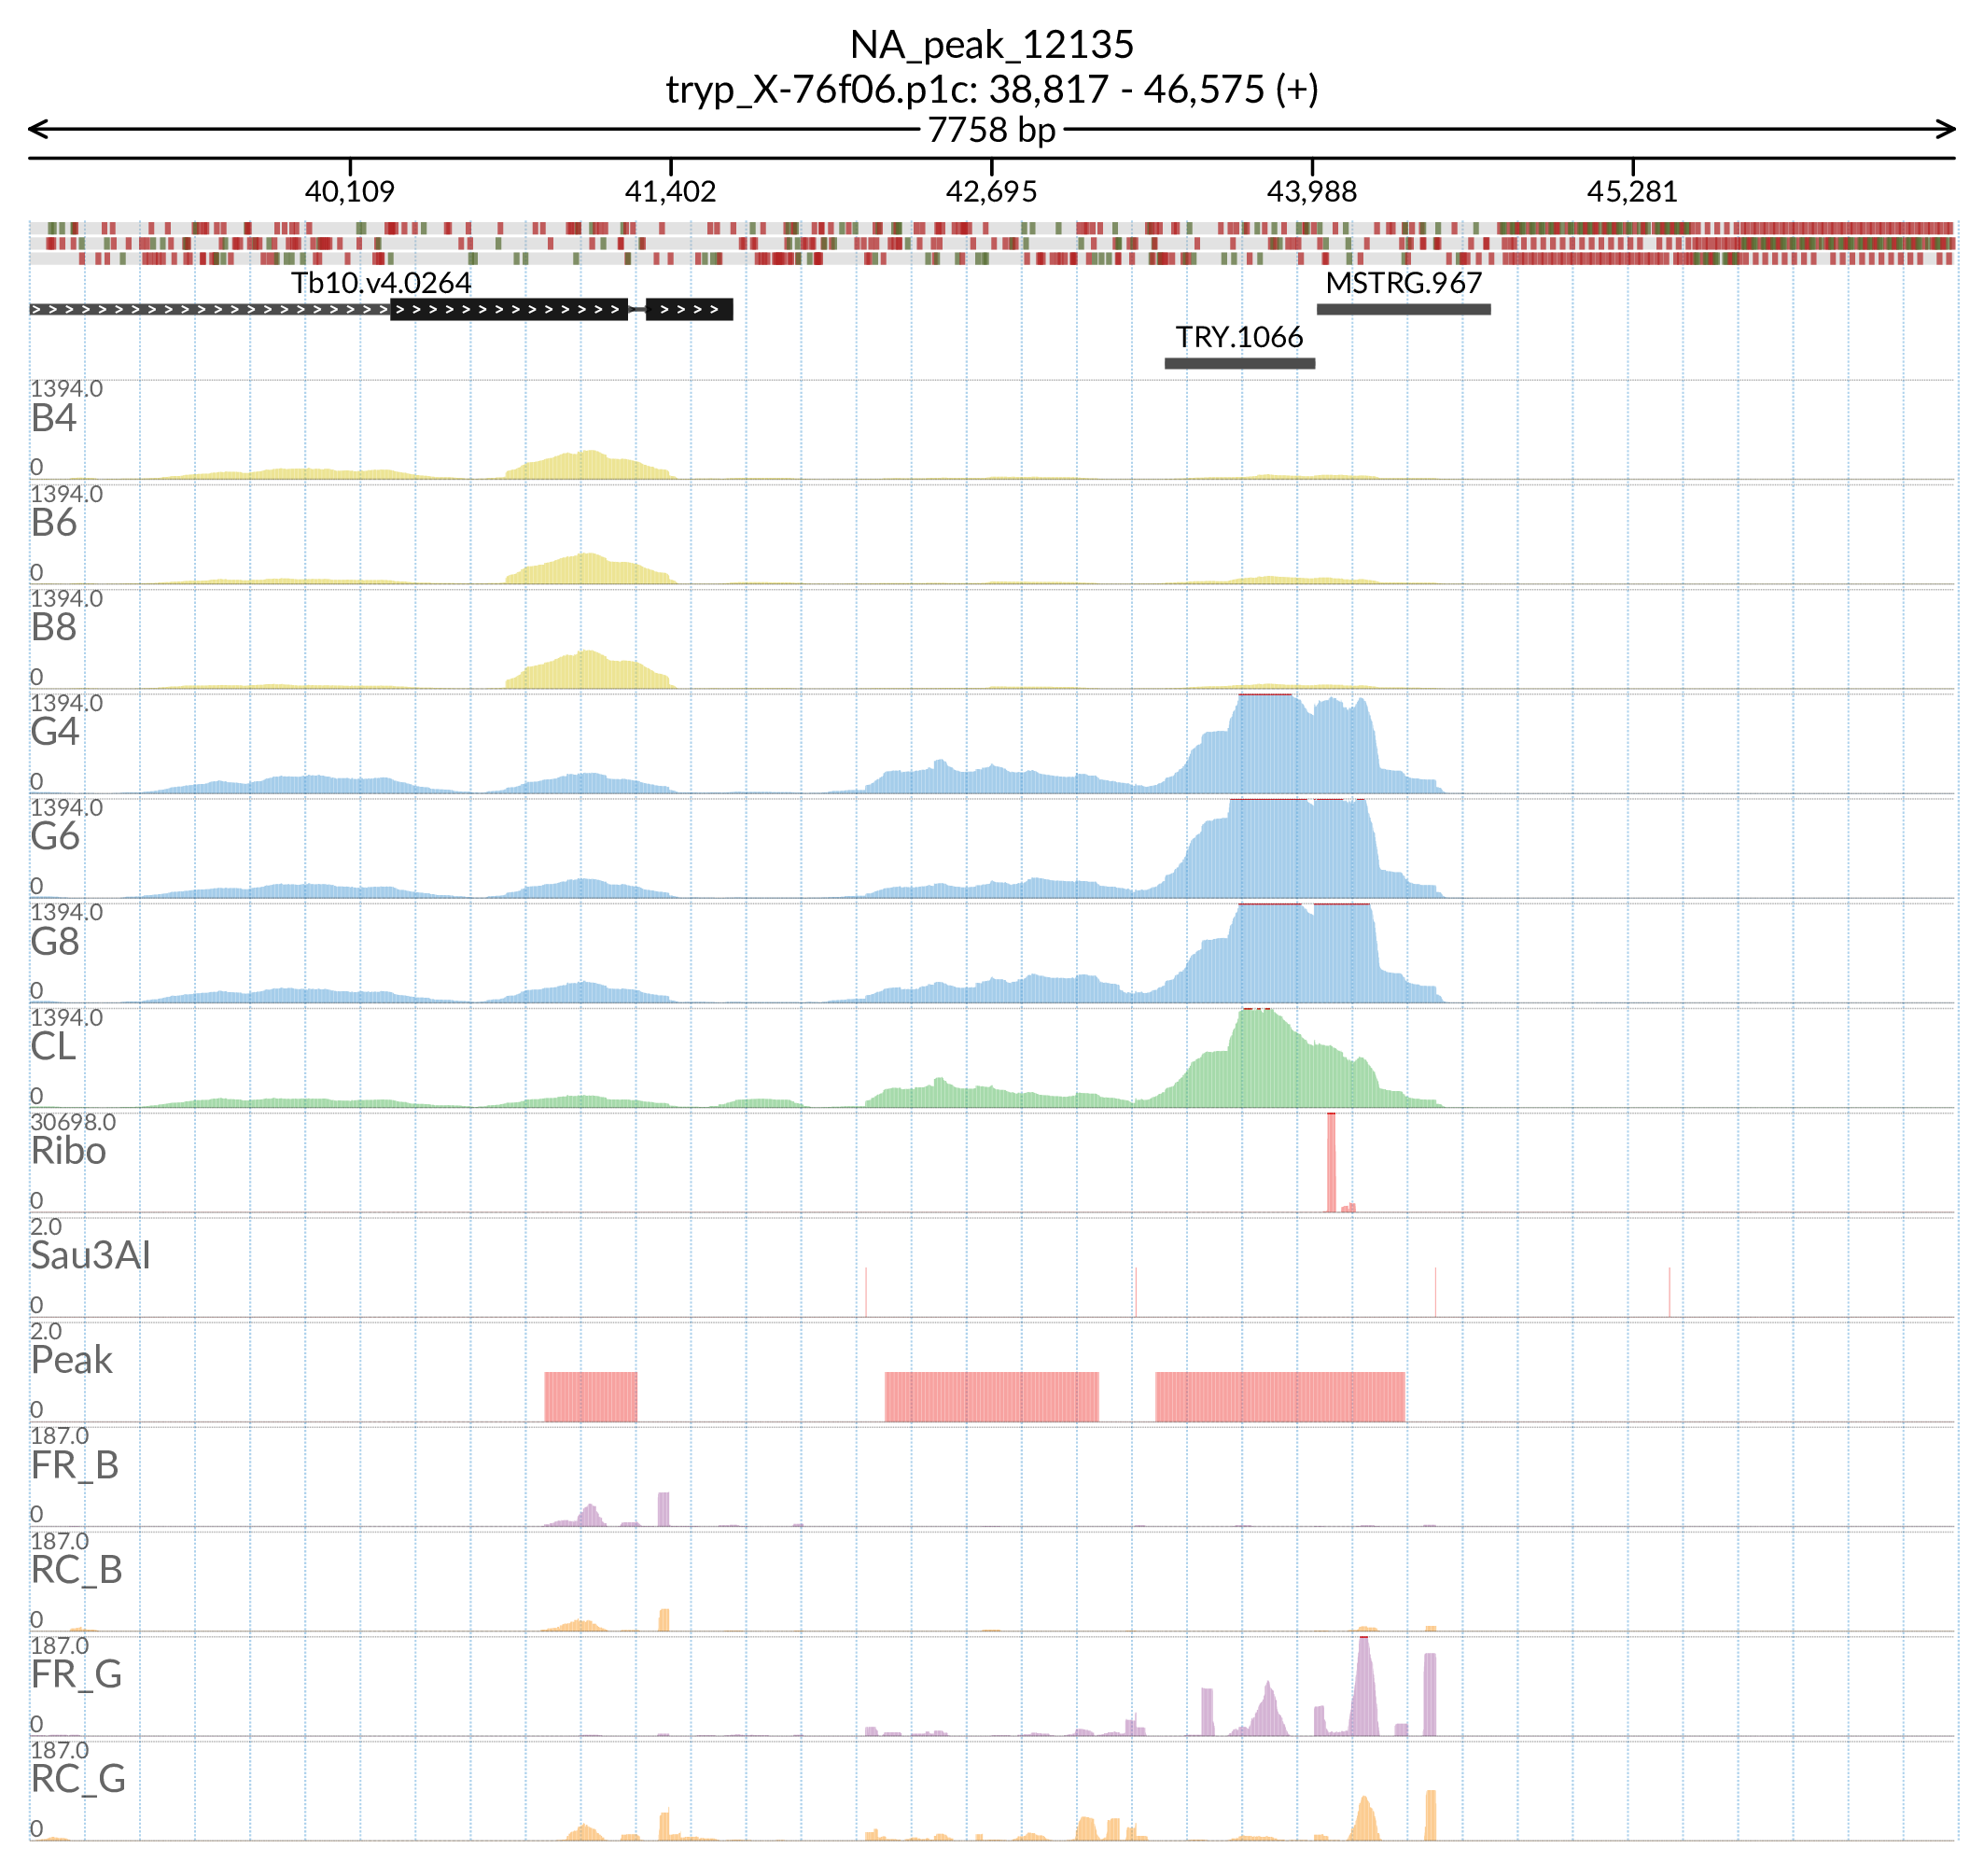 NA_peak_12135
tryp_X-76f06.p1c: 38,817 - 46,575 (+)
7758 bp
40,109 41,402 42,695 43,988 45,281
Tb10.v4.0264
MSTRG.967
TRY.1066
1394.0
B4
0
1394.0
B6
0
1394.0
B8
0
1394.0
G4
0
1394.0
G6
0
1394.0
G8
0
1394.0
CL
0
30698.0
Ribo
0
2.0
Sau3AI
0
2.0
Peak
0
187.0
FR_B
0
187.0
RC_B
0
187.0
FR_G
0
187.0
RC_G
0